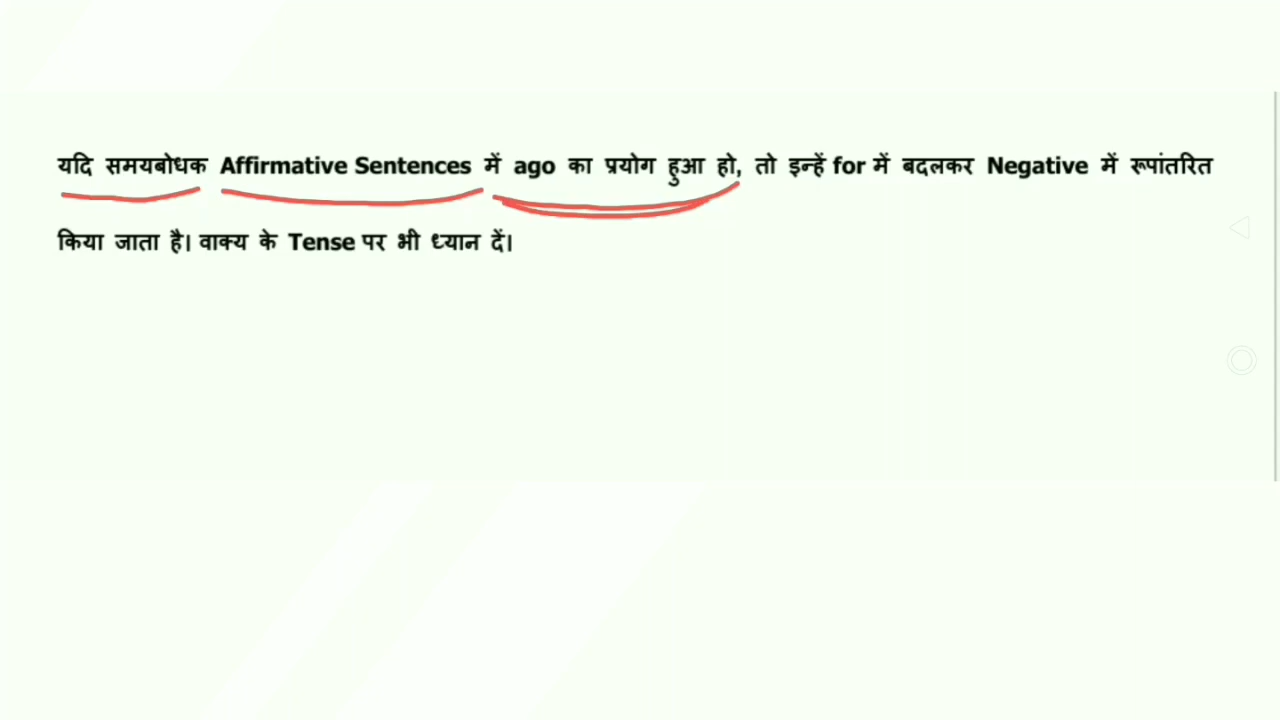 यदि समयबोधक Affirmative Sentences में ago का प्रयोग हुआ हो, तो इन्हें for में बदलकर Negative में रूपांतरित
किया जाता है। वाक्य के Tense पर भी ध्यान दें।